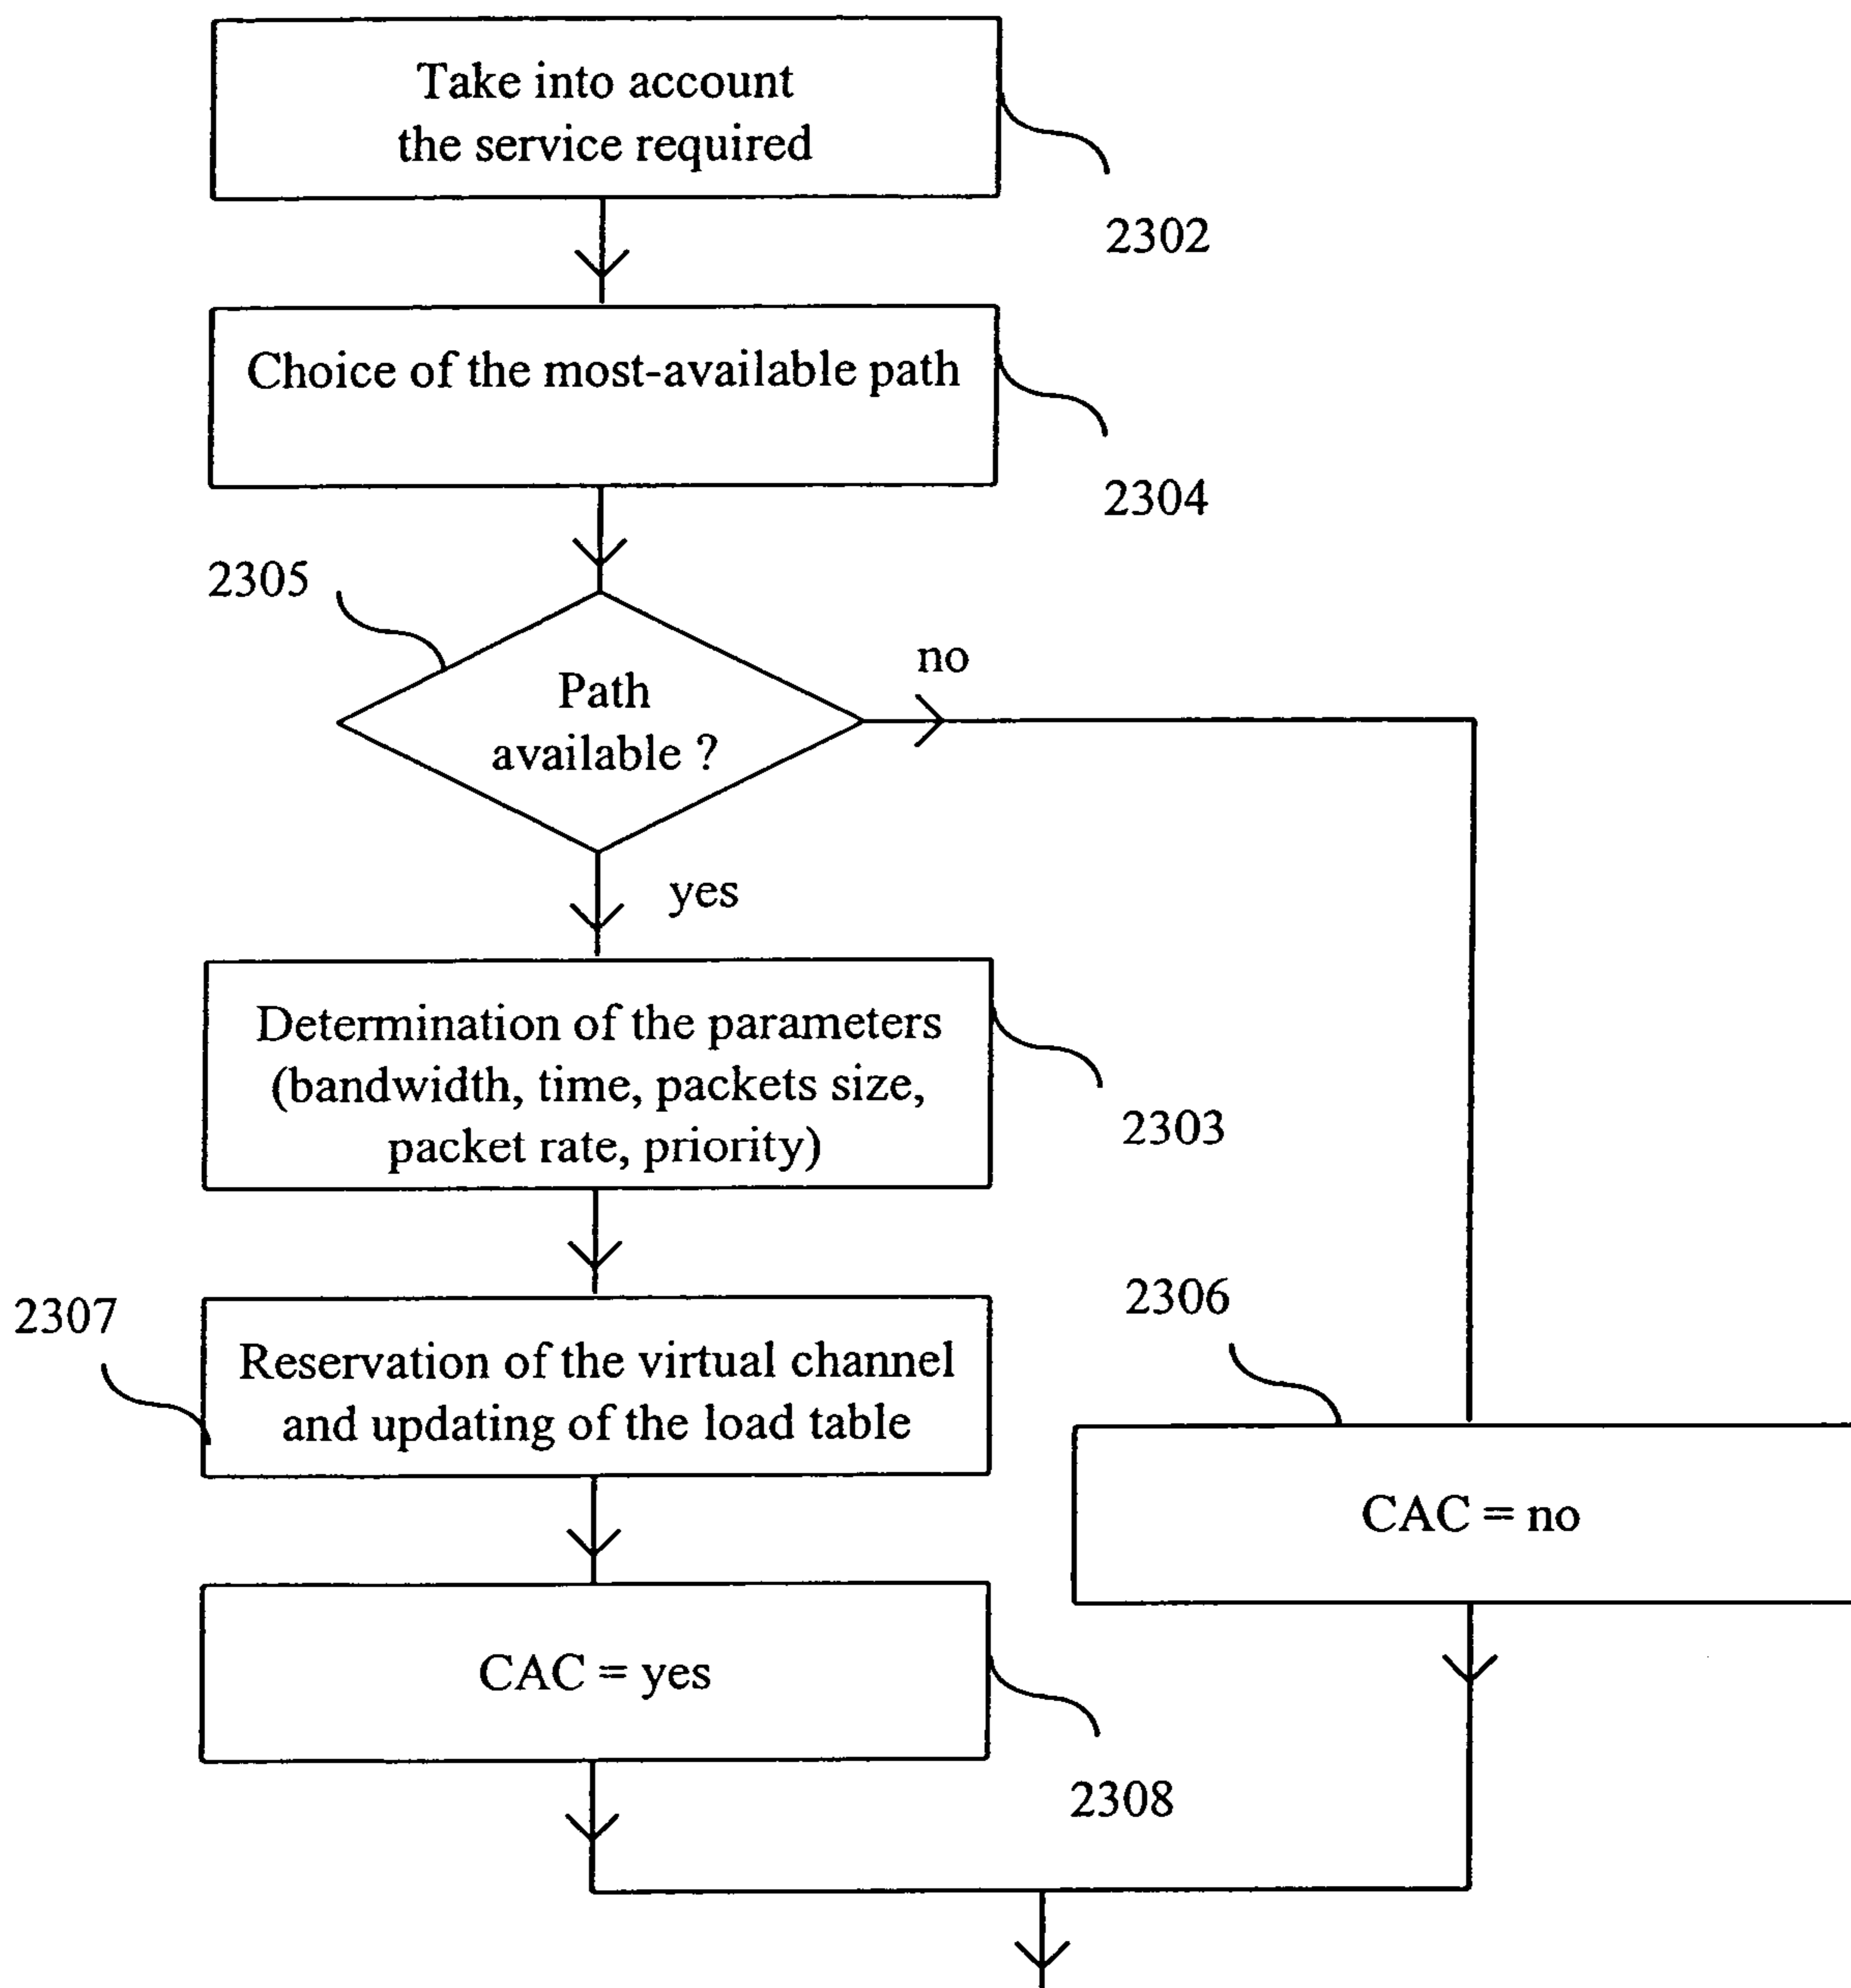 Take into account
the service required
2302
Choice of the most-available path
2304
2305
Path
available ?
no
yes
Determination of the parameters
(bandwidth, time, packets size,
packet rate, priority)
2303
2307
Reservation of the virtual channel
and updating of the load table
2306
CAC = no
CAC = yes
2308